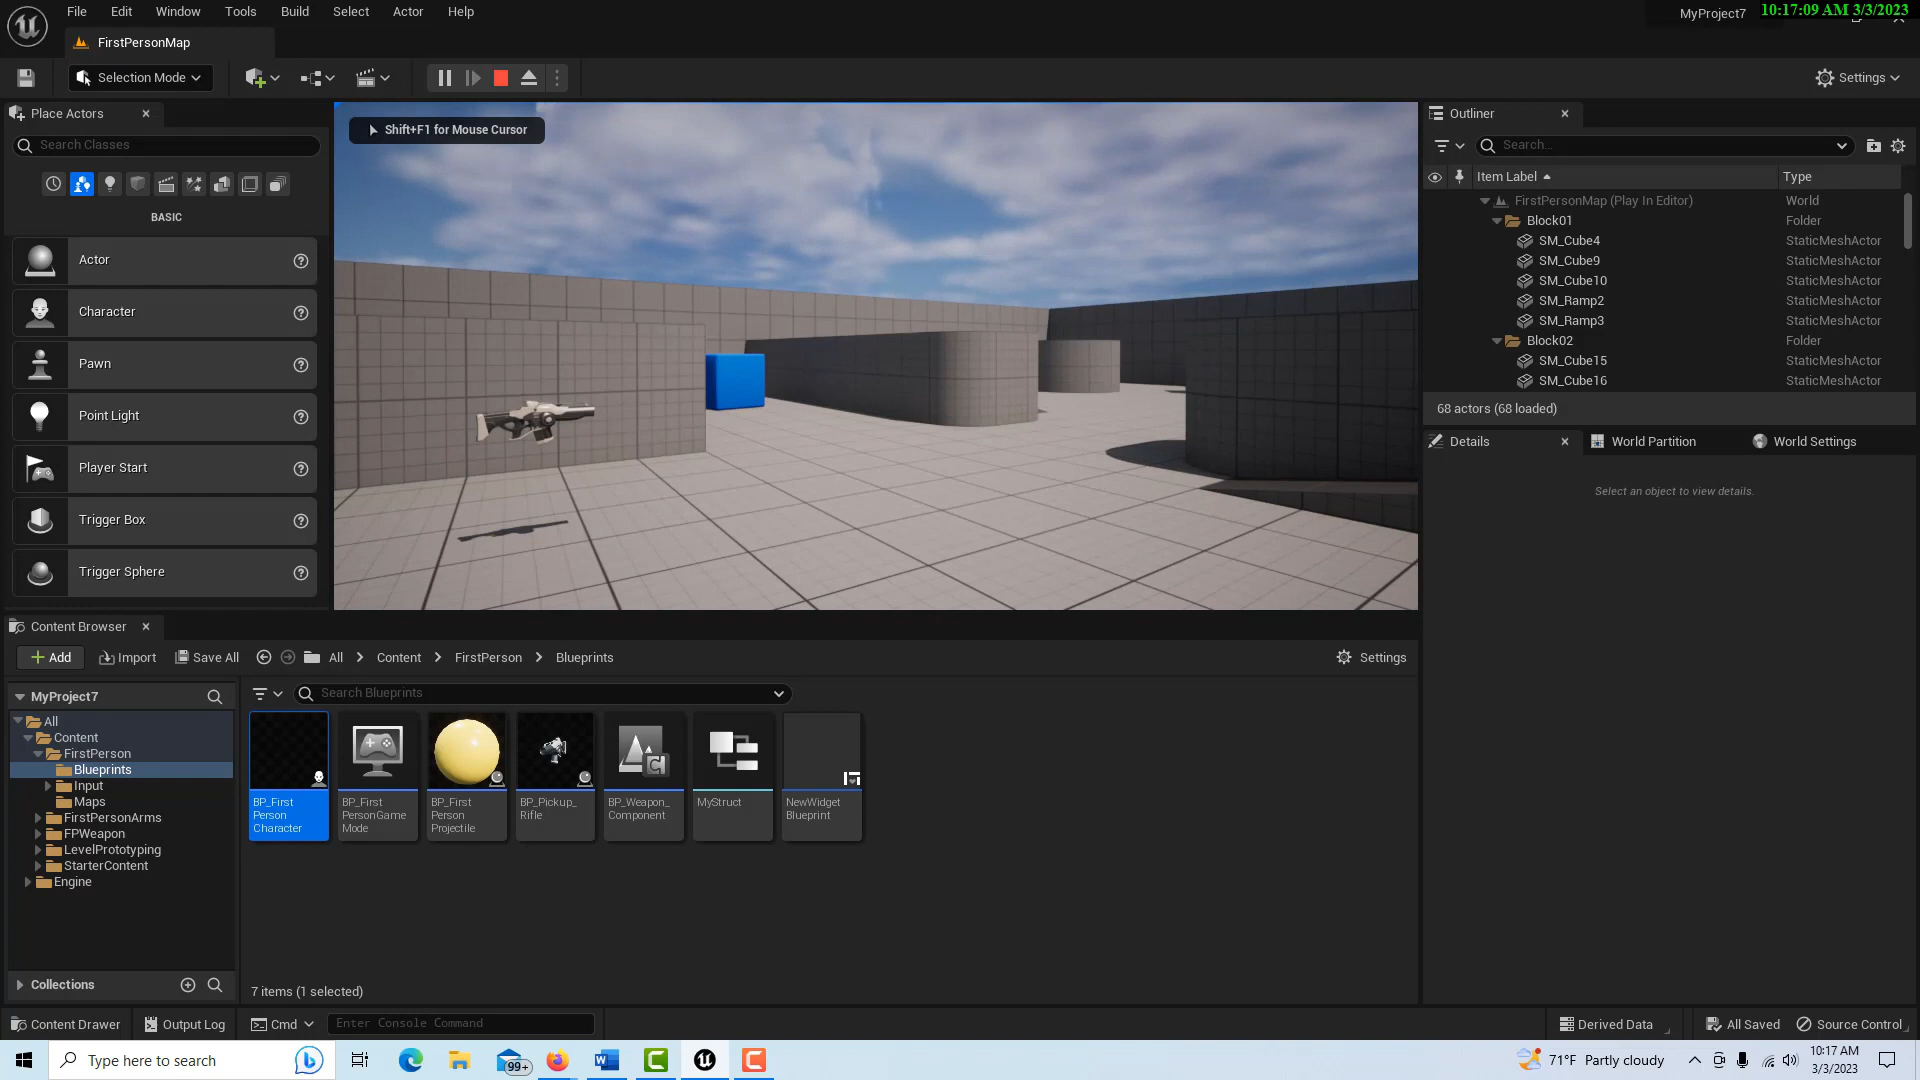 File Edit Window Tools Build Select Actor Help
MyProject7
10:17:09 AM 3/3/2023
FirstPersonMap
Selection Mode
Settings
Place Actors
Search Classes
BASIC
Actor
Character
Pawn
Point Light
Player Start
Trigger Box
Trigger Sphere
Shift+F1 for Mouse Cursor
Outliner
Search...
Item Label Type
FirstPersonMap (Play In Editor) World
Block01 Folder
SM_Cube4 StaticMeshActor
SM_Cube9 StaticMeshActor
SM_Cube10 StaticMeshActor
SM_Ramp2 StaticMeshActor
SM_Ramp3 StaticMeshActor
Block02 Folder
SM_Cube15 StaticMeshActor
SM_Cube16 StaticMeshActor
68 actors (68 loaded)
Details World Partition World Settings
Select an object to view details.
Content Browser
Add Import Save All All Content FirstPerson Blueprints Settings
MyProject7
All
Content
FirstPerson
Blueprints
Input
Maps
FirstPersonArms
FPWeapon
LevelPrototyping
StarterContent
Engine
Collections
Search Blueprints
BP_First
Person
Character
BP_First
PersonGame
Mode
BP_First
Person
Projectile
BP_Pickup_
Rifle
BP_Weapon_
Component
MyStruct
NewWidget
Blueprint
7 items (1 selected)
Content Drawer Output Log Cmd Enter Console Command Derived Data All Saved Source Control
Type here to search
99+
71°F Partly cloudy
10:17 AM
3/3/2023